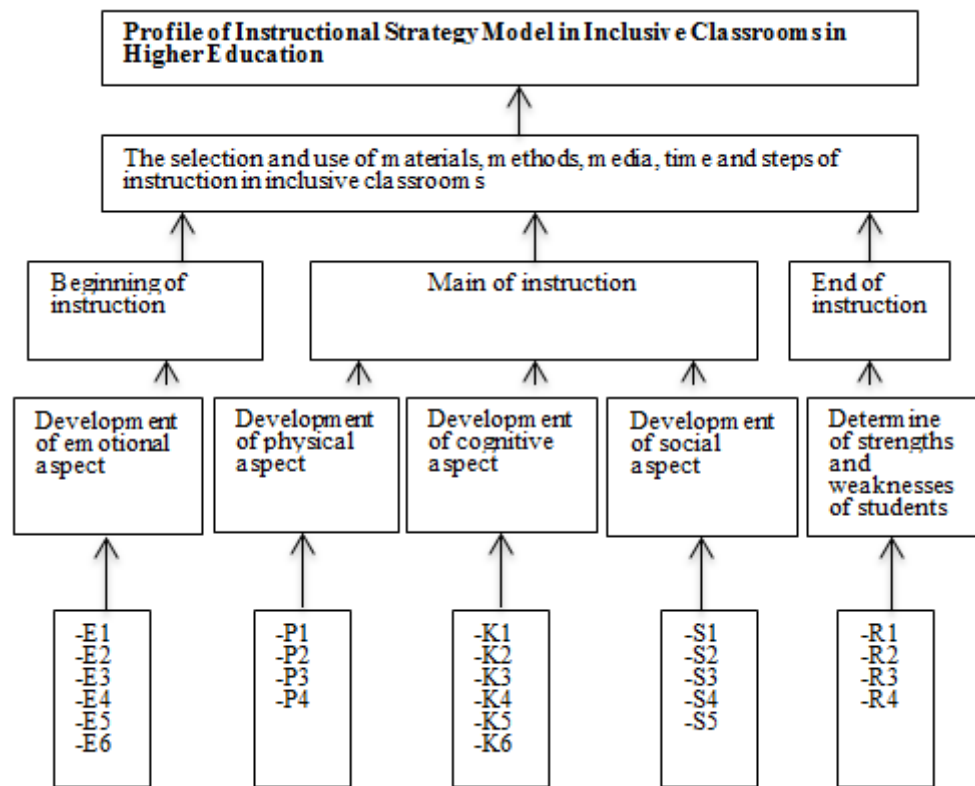 Profile of Instructional Strategy Model in Inclusive Classrooms in
Higher Education
The selection and use of materials, methods, media, time and steps of
instruction in inclusive classrooms
Beginning of
instruction
Main of instruction
End of
instruction
Development
of emotional
aspect
Development
of physical
aspect
Development
of cognitive
aspect
Development
of social
aspect
Determine
of strengths
and
weaknesses
of students
-E1
-E2
-E3
-E4
-E5
-E6
-P1
-P2
-P3
-P4
-K1
-K2
-K3
-K4
-K5
-K6
-S1
-S2
-S3
-S4
-S5
-R1
-R2
-R3
-R4